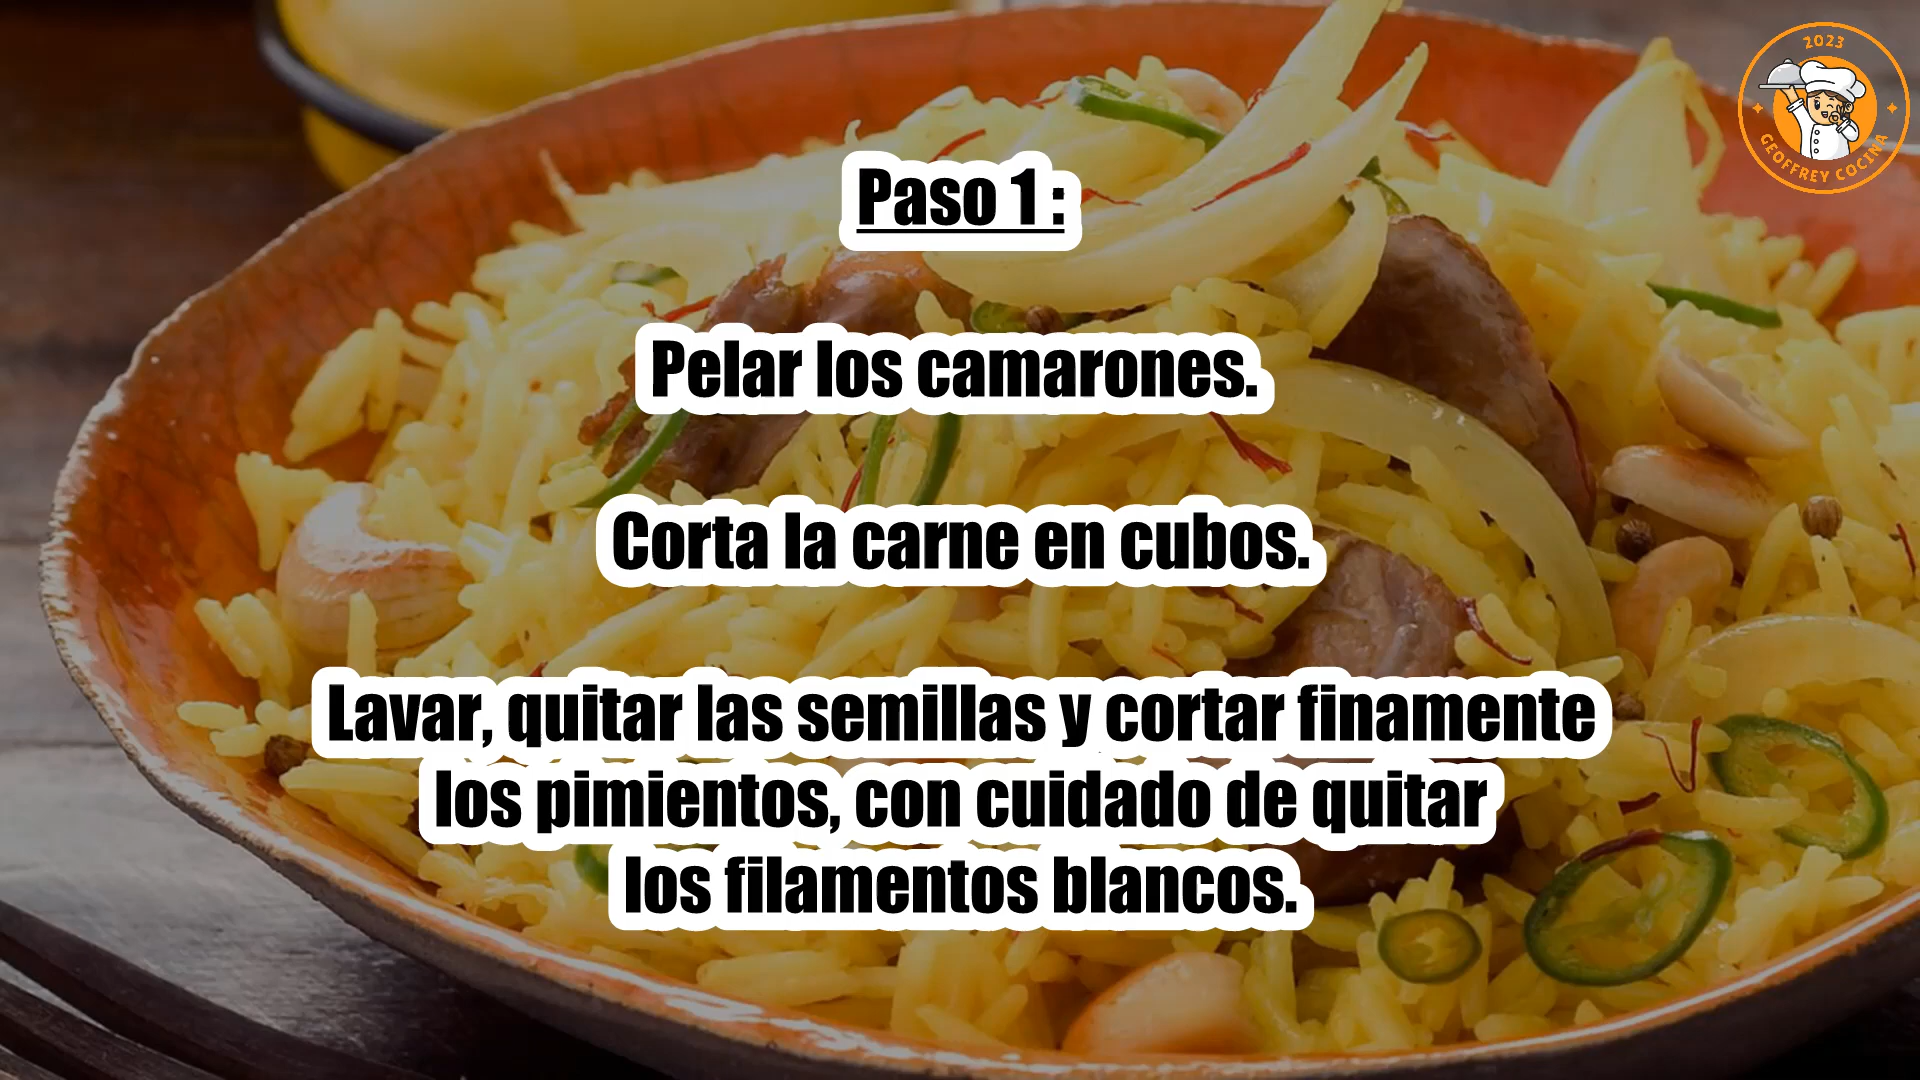 2023
GEOFFREY COCINA
Paso 1 :
Pelar los camarones.
Corta la carne en cubos.
Lavar, quitar las semillas y cortar finamente
los pimientos, con cuidado de quitar
los filamentos blancos.